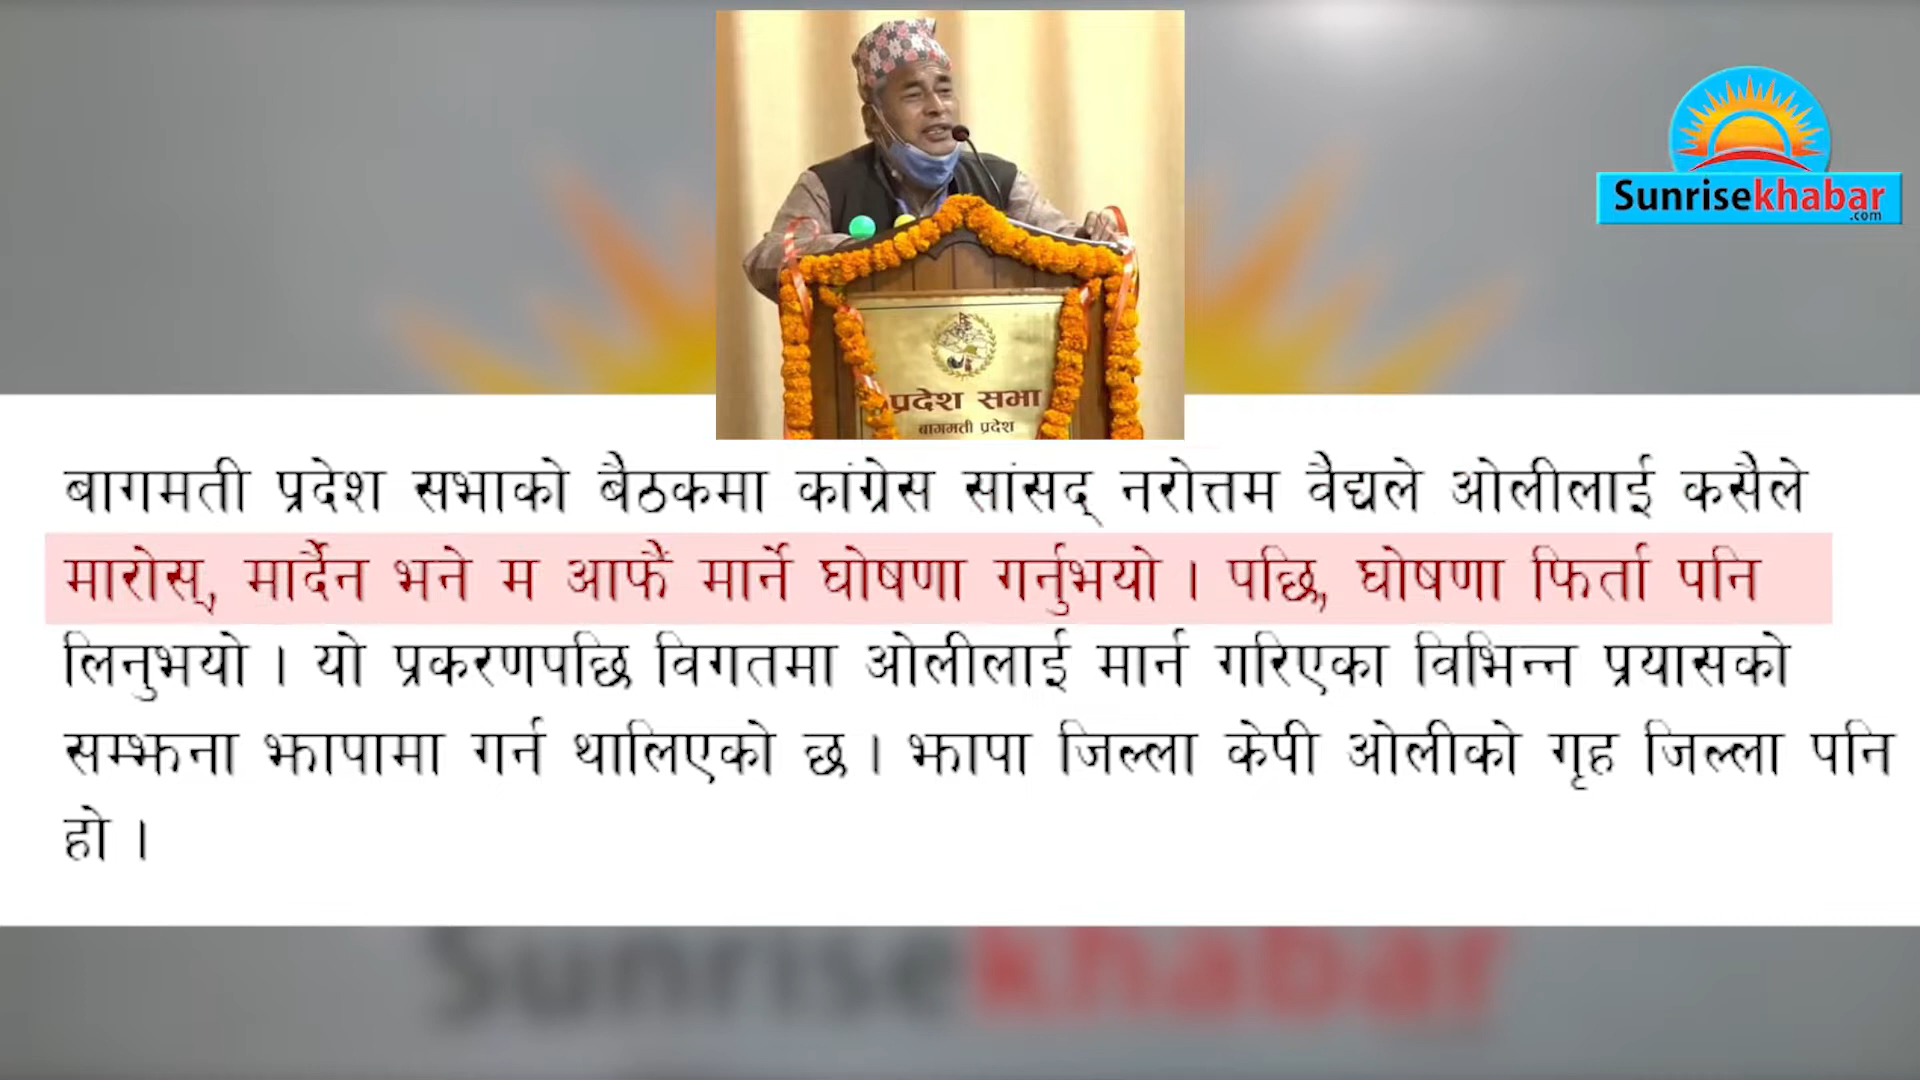 Sunrisekhabar
.com
प्रदेश सभा
बागमती प्रदेश
बागमती प्रदेश सभाको बैठकमा कांग्रेस सांसद् नरोत्तम वैद्यले ओलीलाई कसैले
मारोस्, मार्दैन भने म आफैं मार्ने घोषणा गर्नुभयो । पछि, घोषणा फिर्ता पनि
लिनुभयो । यो प्रकरणपछि विगतमा ओलीलाई मार्न गरिएका विभिन्न प्रयासको
सम्झना झापामा गर्न थालिएको छ । झापा जिल्ला केपी ओलीको गृह जिल्ला पनि
हो ।
Sunrisekhabar